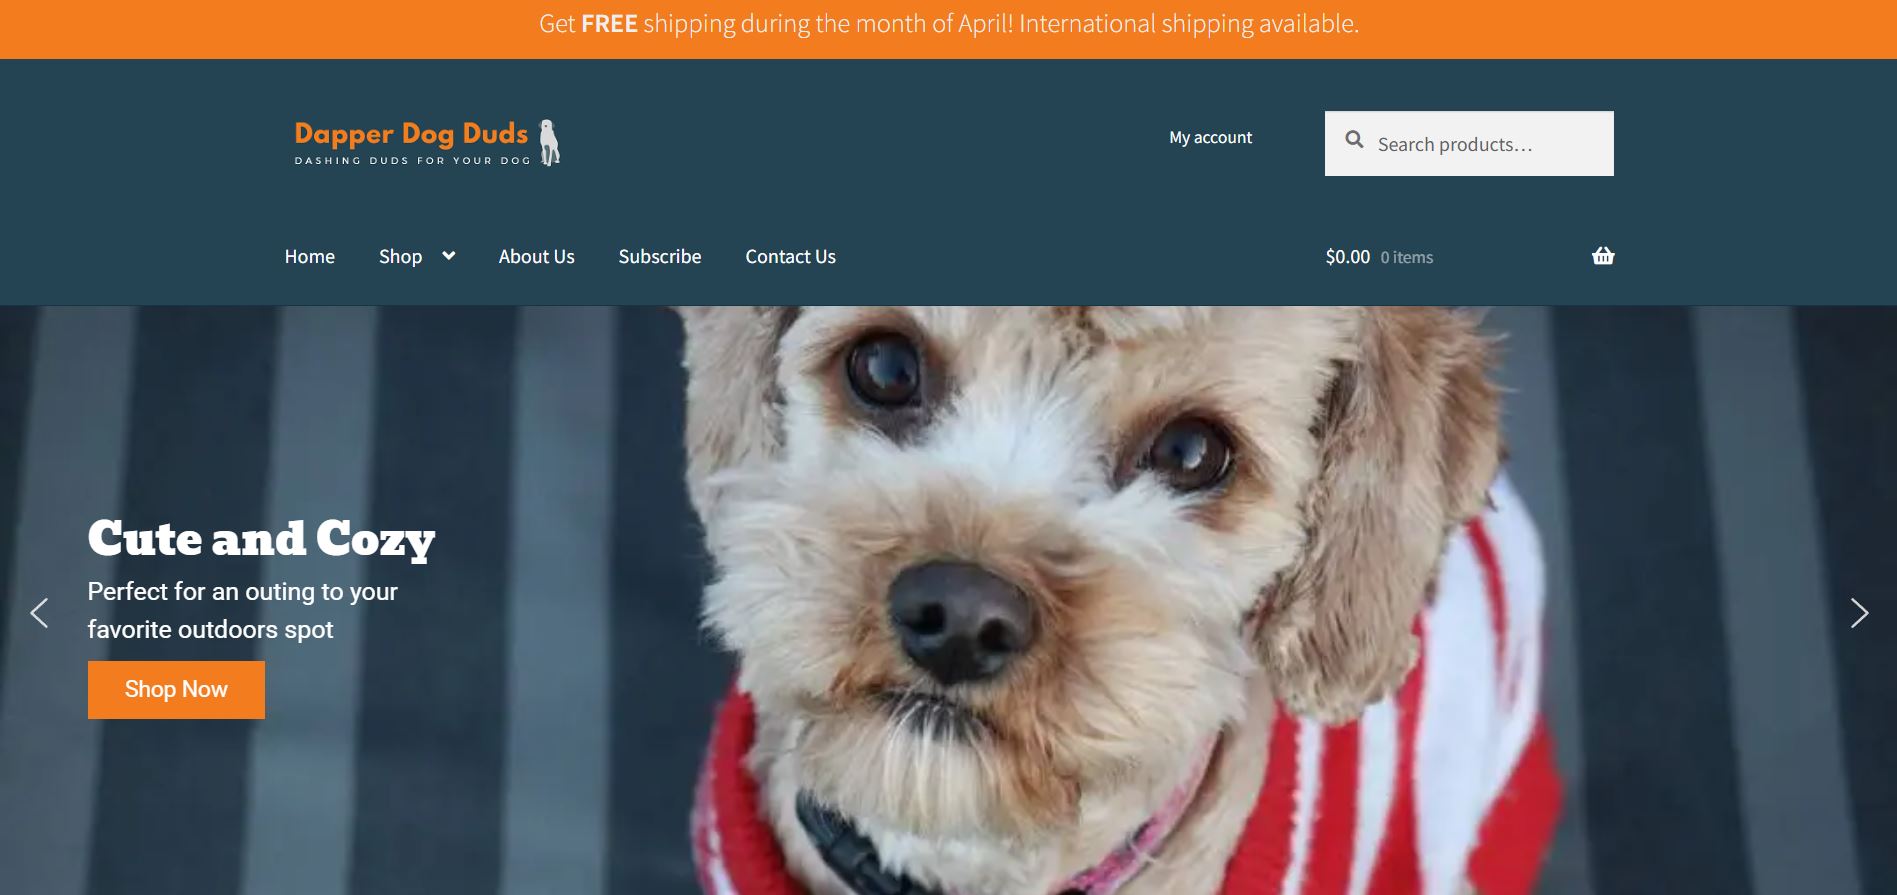 Get FREE shipping during the month of April! International shipping available.
Dapper Dog Duds
DASHING DUDS FOR YOUR DOG
My account
Search products…
Home Shop About Us Subscribe Contact Us
$0.00 0 items
Cute and Cozy
Perfect for an outing to your
favorite outdoors spot
Shop Now